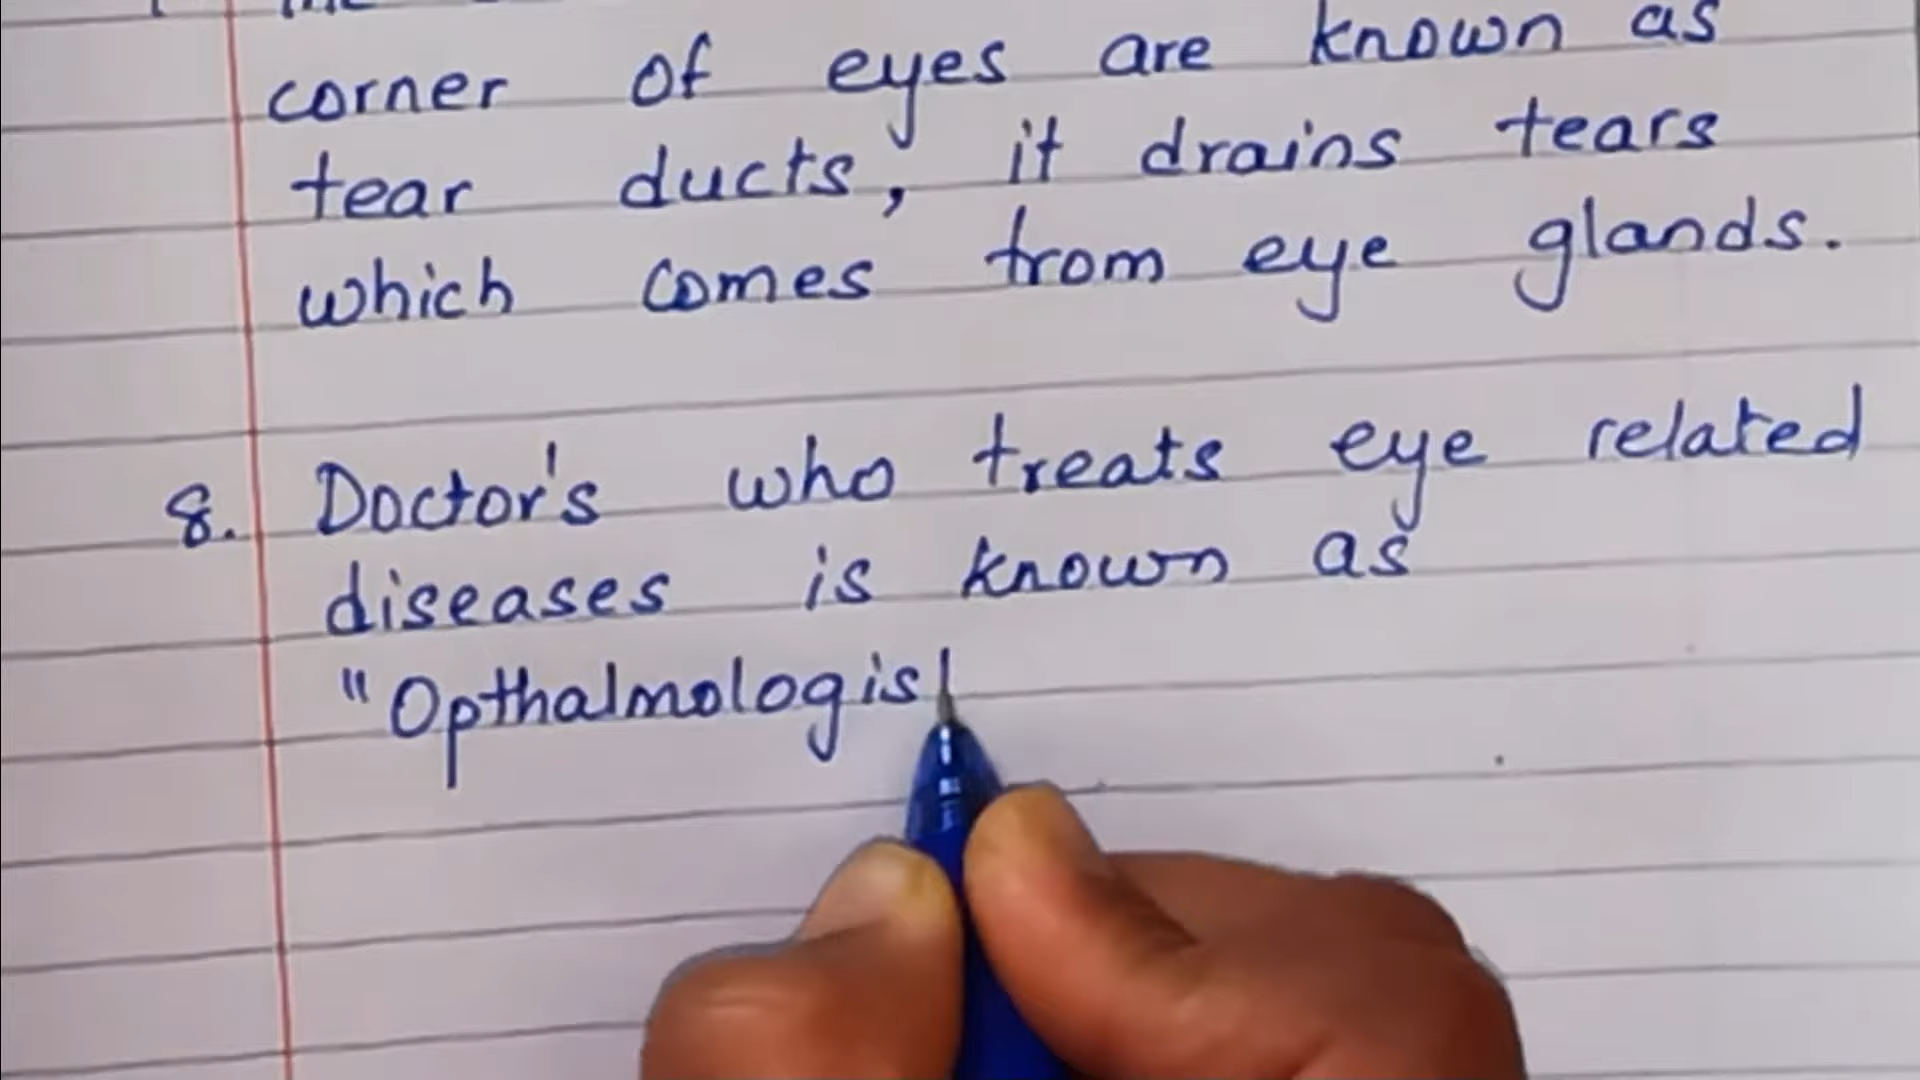 corner of eyes are known as
tear ducts, it drains tears
which comes from eye glands.
8. Doctor's who treats eye related
diseases is known as
"Opthalmologist